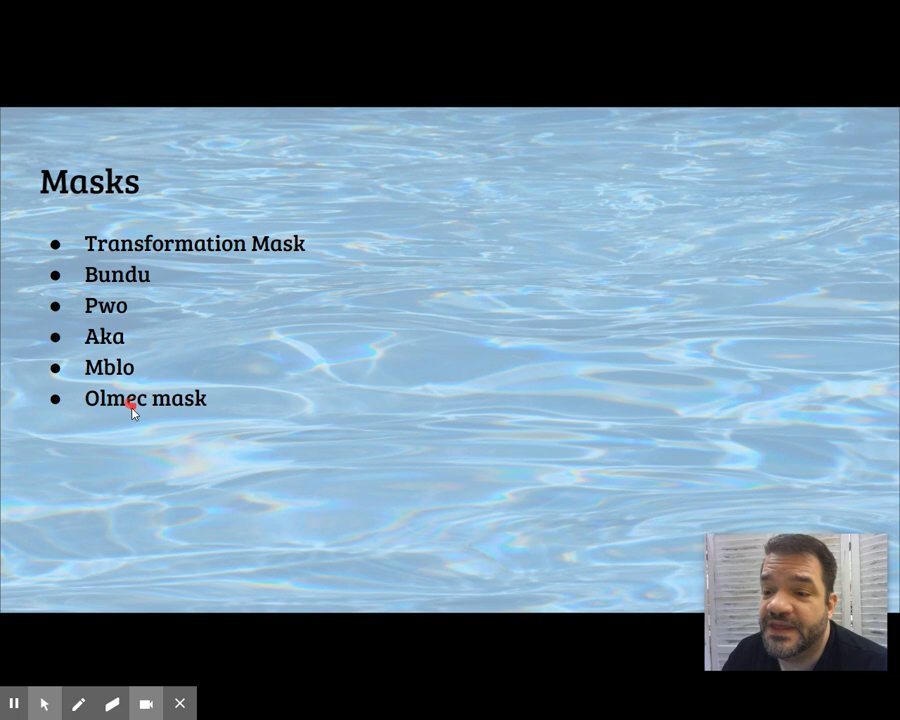 Masks
● Transformation Mask
● Bundu
● Pwo
● Aka
● Mblo
● Olmec mask